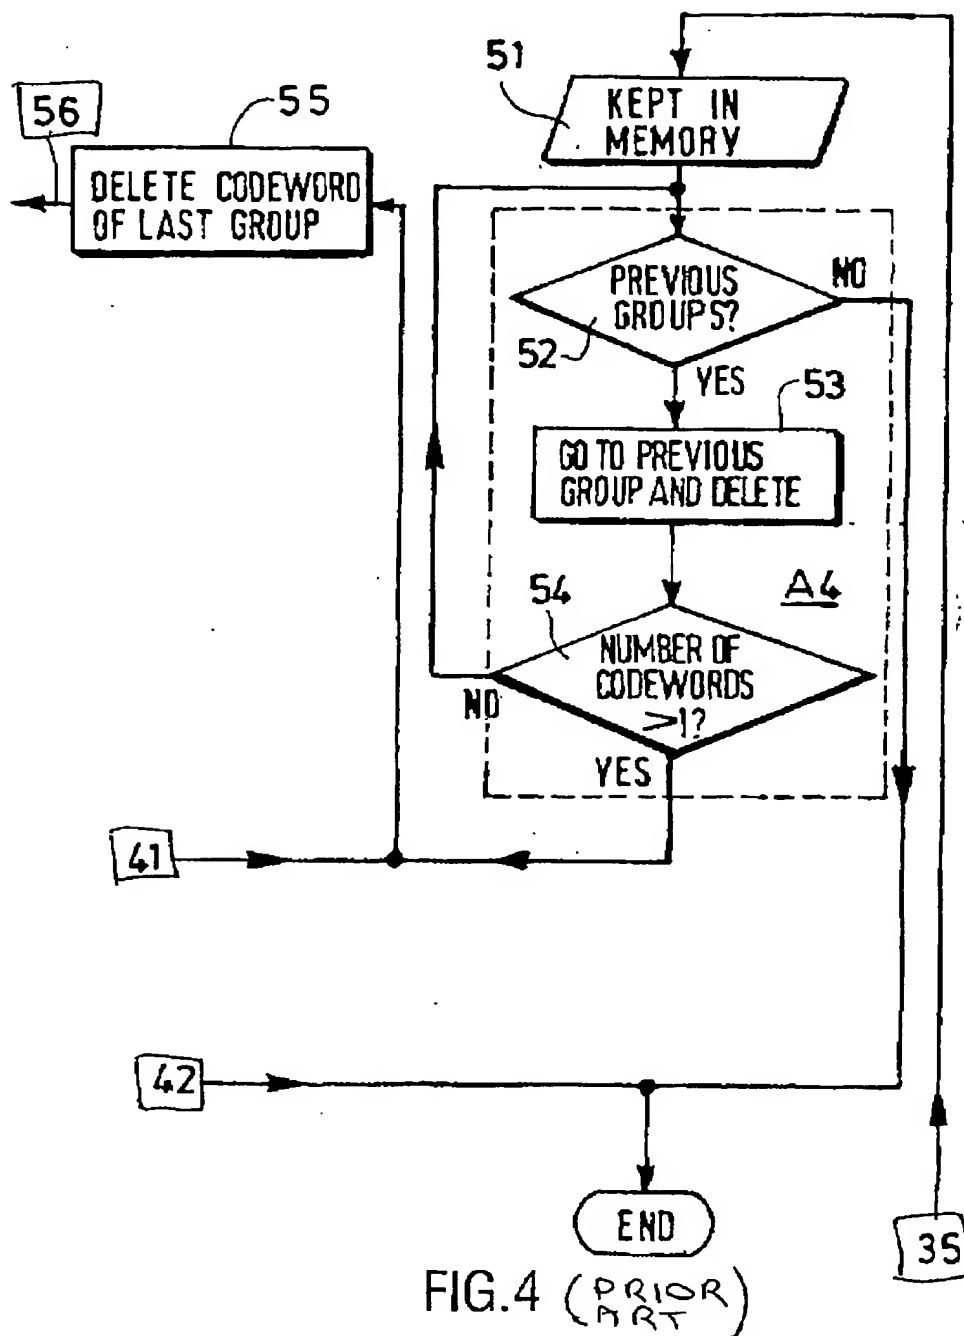 51
KEPT IN
MEMORY
56
55
DELETE CODEWORD
OF LAST GROUP
PREVIOUS
GROUPS?
NO
52
YES
53
GO TO PREVIOUS
GROUP AND DELETE
A4
54
NUMBER OF
CODEWORDS
>1?
NO
YES
41
42
END
35
FIG.4 (PRIOR
ART)